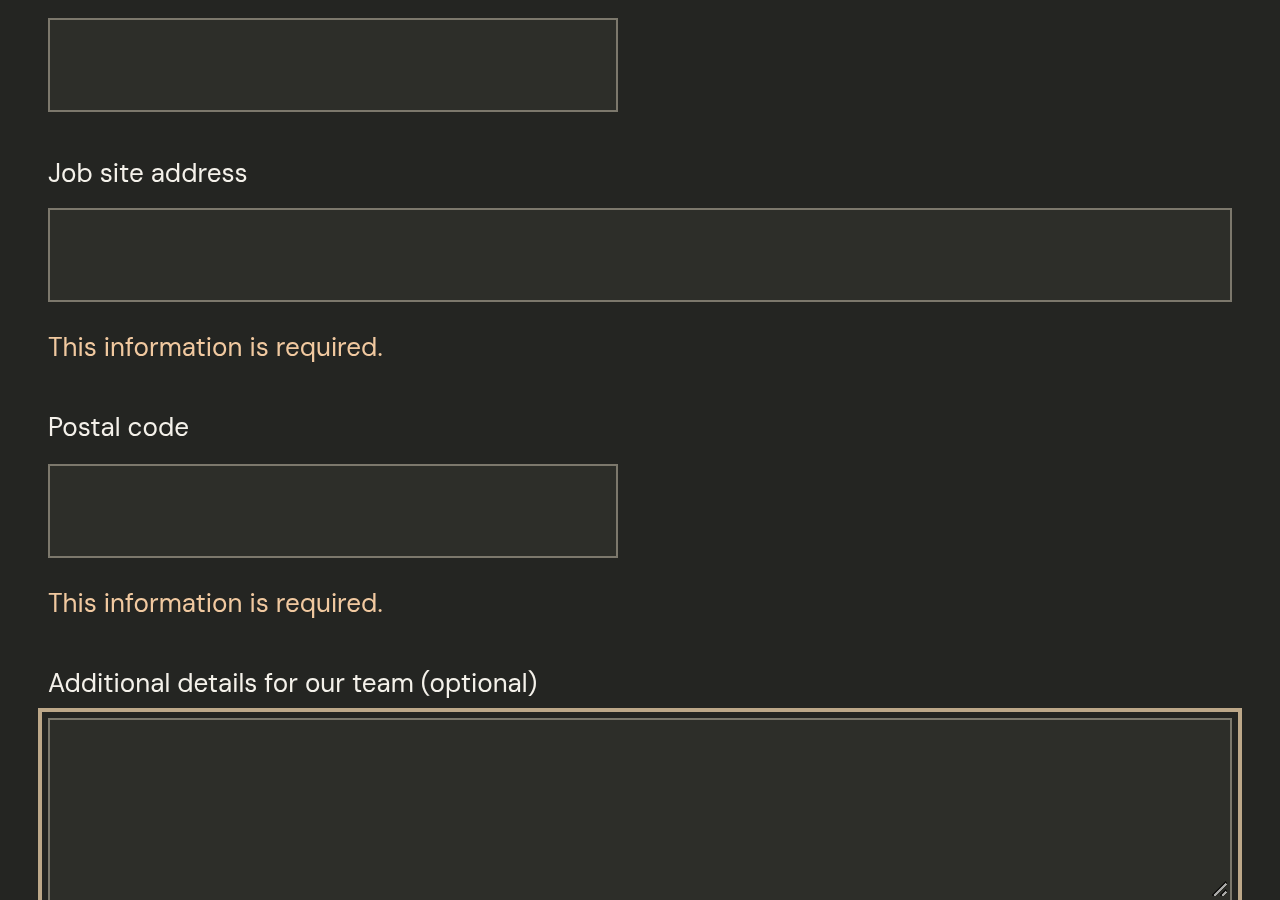 Job site address
This information is required.
Postal code
This information is required.
Additional details for our team (optional)